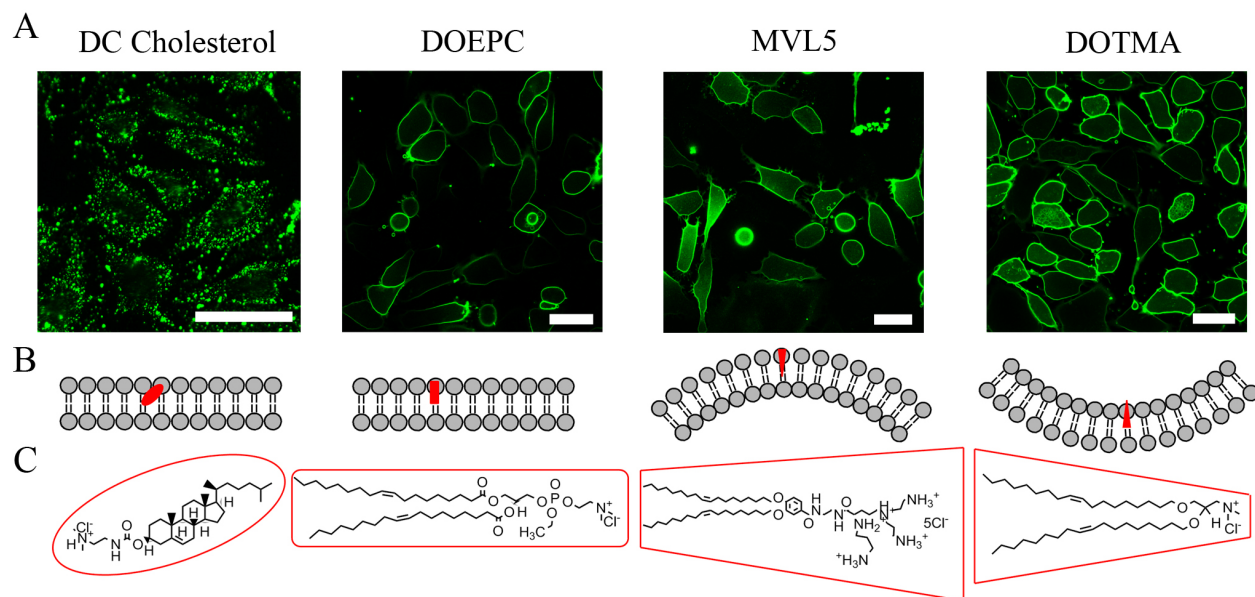 A
DC Cholesterol
DOEPC
MVL5
DOTMA
B
C
Cl⁻
N⁺
H
N
H
O
O
H
H
H
H
O
O
O
H
O
O
O
P
O
O
N⁺
Cl⁻
H₃C
O
O
O
H
N
N
H
O
H
N⁺
NH₂⁺
NH₃⁺
5Cl⁻
NH₃⁺
⁺H₃N
O
O
H
N⁺
Cl⁻